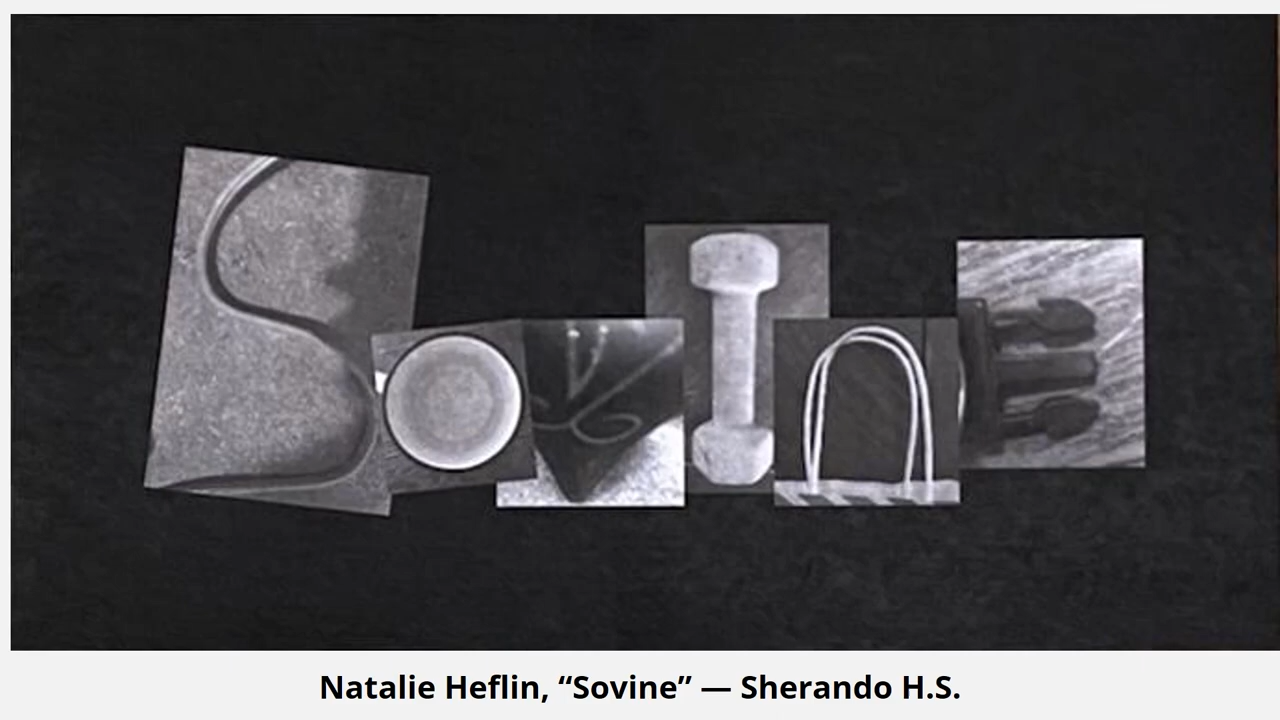 Sovine
Natalie Heflin, “Sovine” — Sherando H.S.